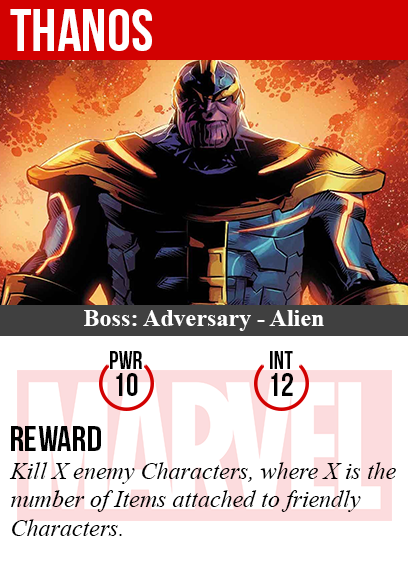 THANOS
Boss: Adversary - Alien
PWR INT
10 12
MARVEL
REWARD
Kill X enemy Characters, where X is the
number of Items attached to friendly
Characters.